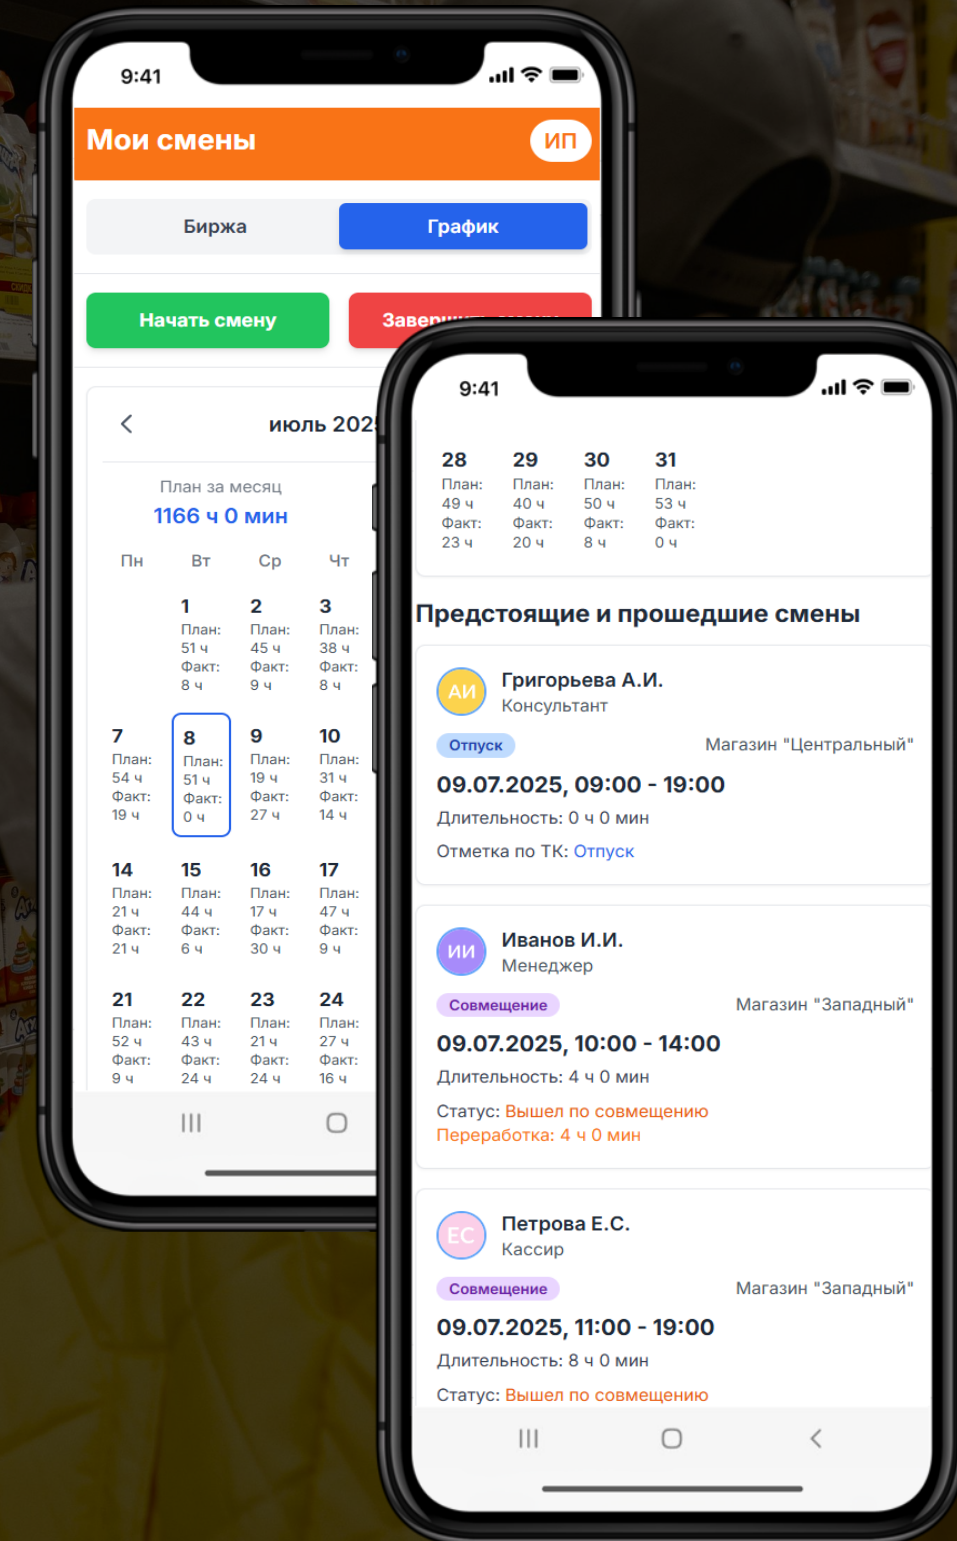 9:41
Мои смены
ИП
Биржа
График
Начать смену
июль 2025
План за месяц
1166 ч 0 мин
Пн Вт Ср Чт
1 2 3
План: План: План:
51 ч 45 ч 38 ч
Факт: Факт: Факт:
8 ч 9 ч 8 ч
7 8 9 10
План: План: План: План:
54 ч 51 ч 19 ч 31 ч
Факт: Факт: Факт: Факт:
19 ч 0 ч 27 ч 14 ч
14 15 16 17
План: План: План: План:
21 ч 44 ч 17 ч 47 ч
Факт: Факт: Факт: Факт:
21 ч 6 ч 30 ч 9 ч
21 22 23 24
План: План: План: План:
52 ч 43 ч 21 ч 27 ч
Факт: Факт: Факт: Факт:
9 ч 24 ч 24 ч 16 ч
9:41
28 29 30 31
План: План: План: План:
49 ч 40 ч 50 ч 53 ч
Факт: Факт: Факт: Факт:
23 ч 20 ч 8 ч 0 ч
Предстоящие и прошедшие смены
АИ
Григорьева А.И.
Консультант
Отпуск
Магазин "Центральный"
09.07.2025, 09:00 - 19:00
Длительность: 0 ч 0 мин
Отметка по ТК: Отпуск
ИИ
Иванов И.И.
Менеджер
Совмещение
Магазин "Западный"
09.07.2025, 10:00 - 14:00
Длительность: 4 ч 0 мин
Статус: Вышел по совмещению
Переработка: 4 ч 0 мин
ЕС
Петрова Е.С.
Кассир
Совмещение
Магазин "Западный"
09.07.2025, 11:00 - 19:00
Длительность: 8 ч 0 мин
Статус: Вышел по совмещению